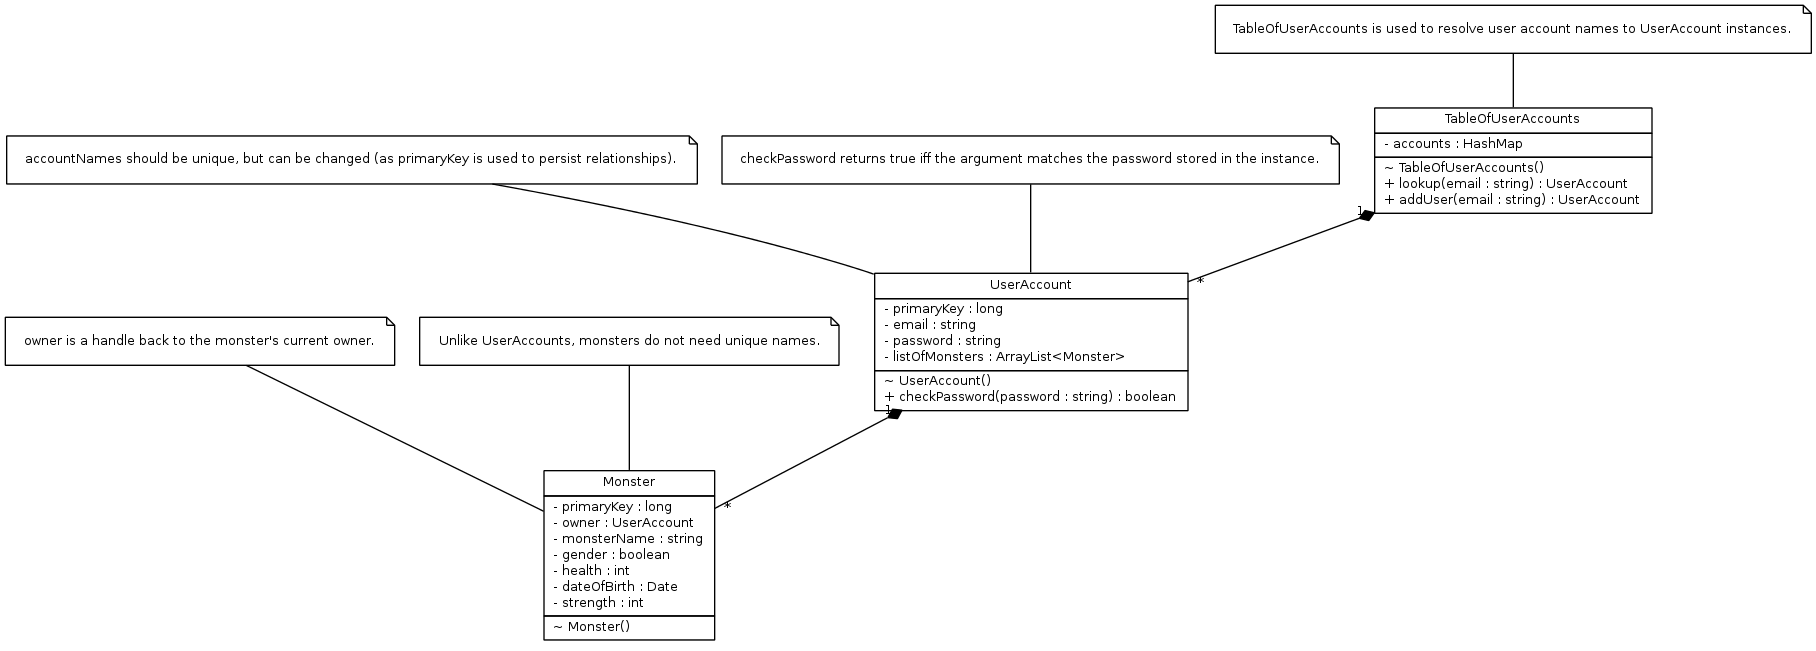 TableOfUserAccounts is used to resolve user account names to UserAccount instances.
TableOfUserAccounts
- accounts : HashMap
~ TableOfUserAccounts()
+ lookup(email : string) : UserAccount
+ addUser(email : string) : UserAccount
1
*
accountNames should be unique, but can be changed (as primaryKey is used to persist relationships).
checkPassword returns true iff the argument matches the password stored in the instance.
UserAccount
- primaryKey : long
- email : string
- password : string
- listOfMonsters : ArrayList<Monster>
~ UserAccount()
+ checkPassword(password : string) : boolean
1
*
owner is a handle back to the monster's current owner.
Unlike UserAccounts, monsters do not need unique names.
Monster
- primaryKey : long
- owner : UserAccount
- monsterName : string
- gender : boolean
- health : int
- dateOfBirth : Date
- strength : int
~ Monster()